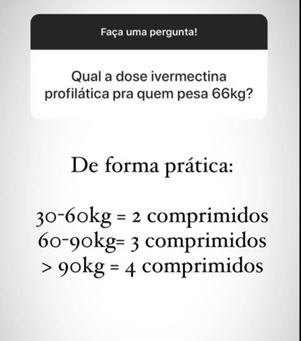 Faça uma pergunta!
Qual a dose ivermectina
profilática pra quem pesa 66kg?
De forma prática:
30-60kg = 2 comprimidos
60-90kg= 3 comprimidos
> 90kg = 4 comprimidos